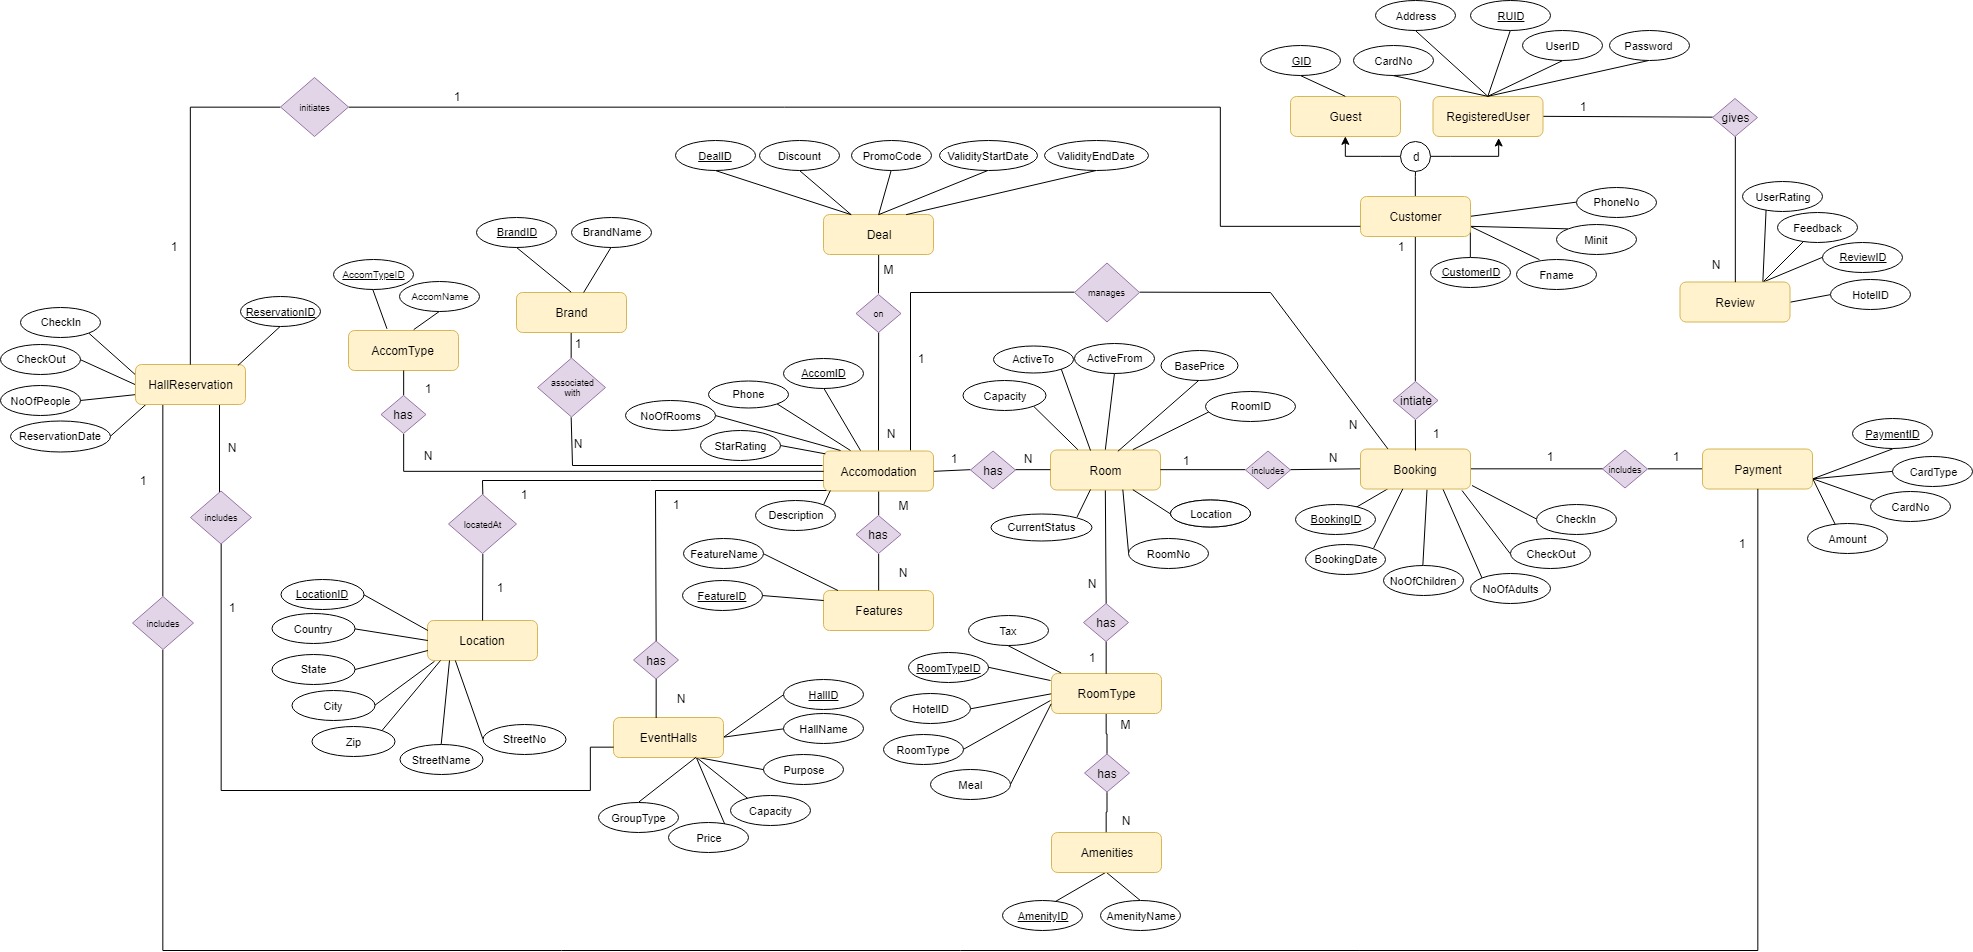 Address
RUID
UserID
Password
CardNo
GID
Guest
RegisteredUser
1
gives
initiates
1
d
DealID
Discount
PromoCode
ValidityStartDate
ValidityEndDate
Customer
PhoneNo
Minit
Fname
CustomerID
1
UserRating
Feedback
ReviewID
HotelID
N
Review
Deal
M
on
N
BrandID
BrandName
Brand
1
associated
with
N
AccomTypeID
AccomName
AccomType
1
has
N
1
ReservationID
CheckIn
CheckOut
NoOfPeople
ReservationDate
HallReservation
N
1
includes
1
includes
manages
1
N
AccomID
Phone
NoOfRooms
StarRating
Accomodation
Description
1
has
N
ActiveTo
ActiveFrom
BasePrice
Capacity
RoomID
Room
CurrentStatus
Location
RoomNo
1
includes
N
intiate
1
Booking
BookingID
BookingDate
NoOfChildren
NoOfAdults
CheckOut
CheckIn
1
includes
1
Payment
PaymentID
CardType
CardNo
Amount
1
1
locatedAt
1
1
M
has
N
FeatureName
FeatureID
Features
LocationID
Country
State
City
Zip
StreetName
StreetNo
Location
has
N
EventHalls
HallID
HallName
Purpose
Capacity
Price
GroupType
N
has
1
Tax
RoomTypeID
HotelID
RoomType
Meal
RoomType
M
has
N
Amenities
AmenityID
AmenityName